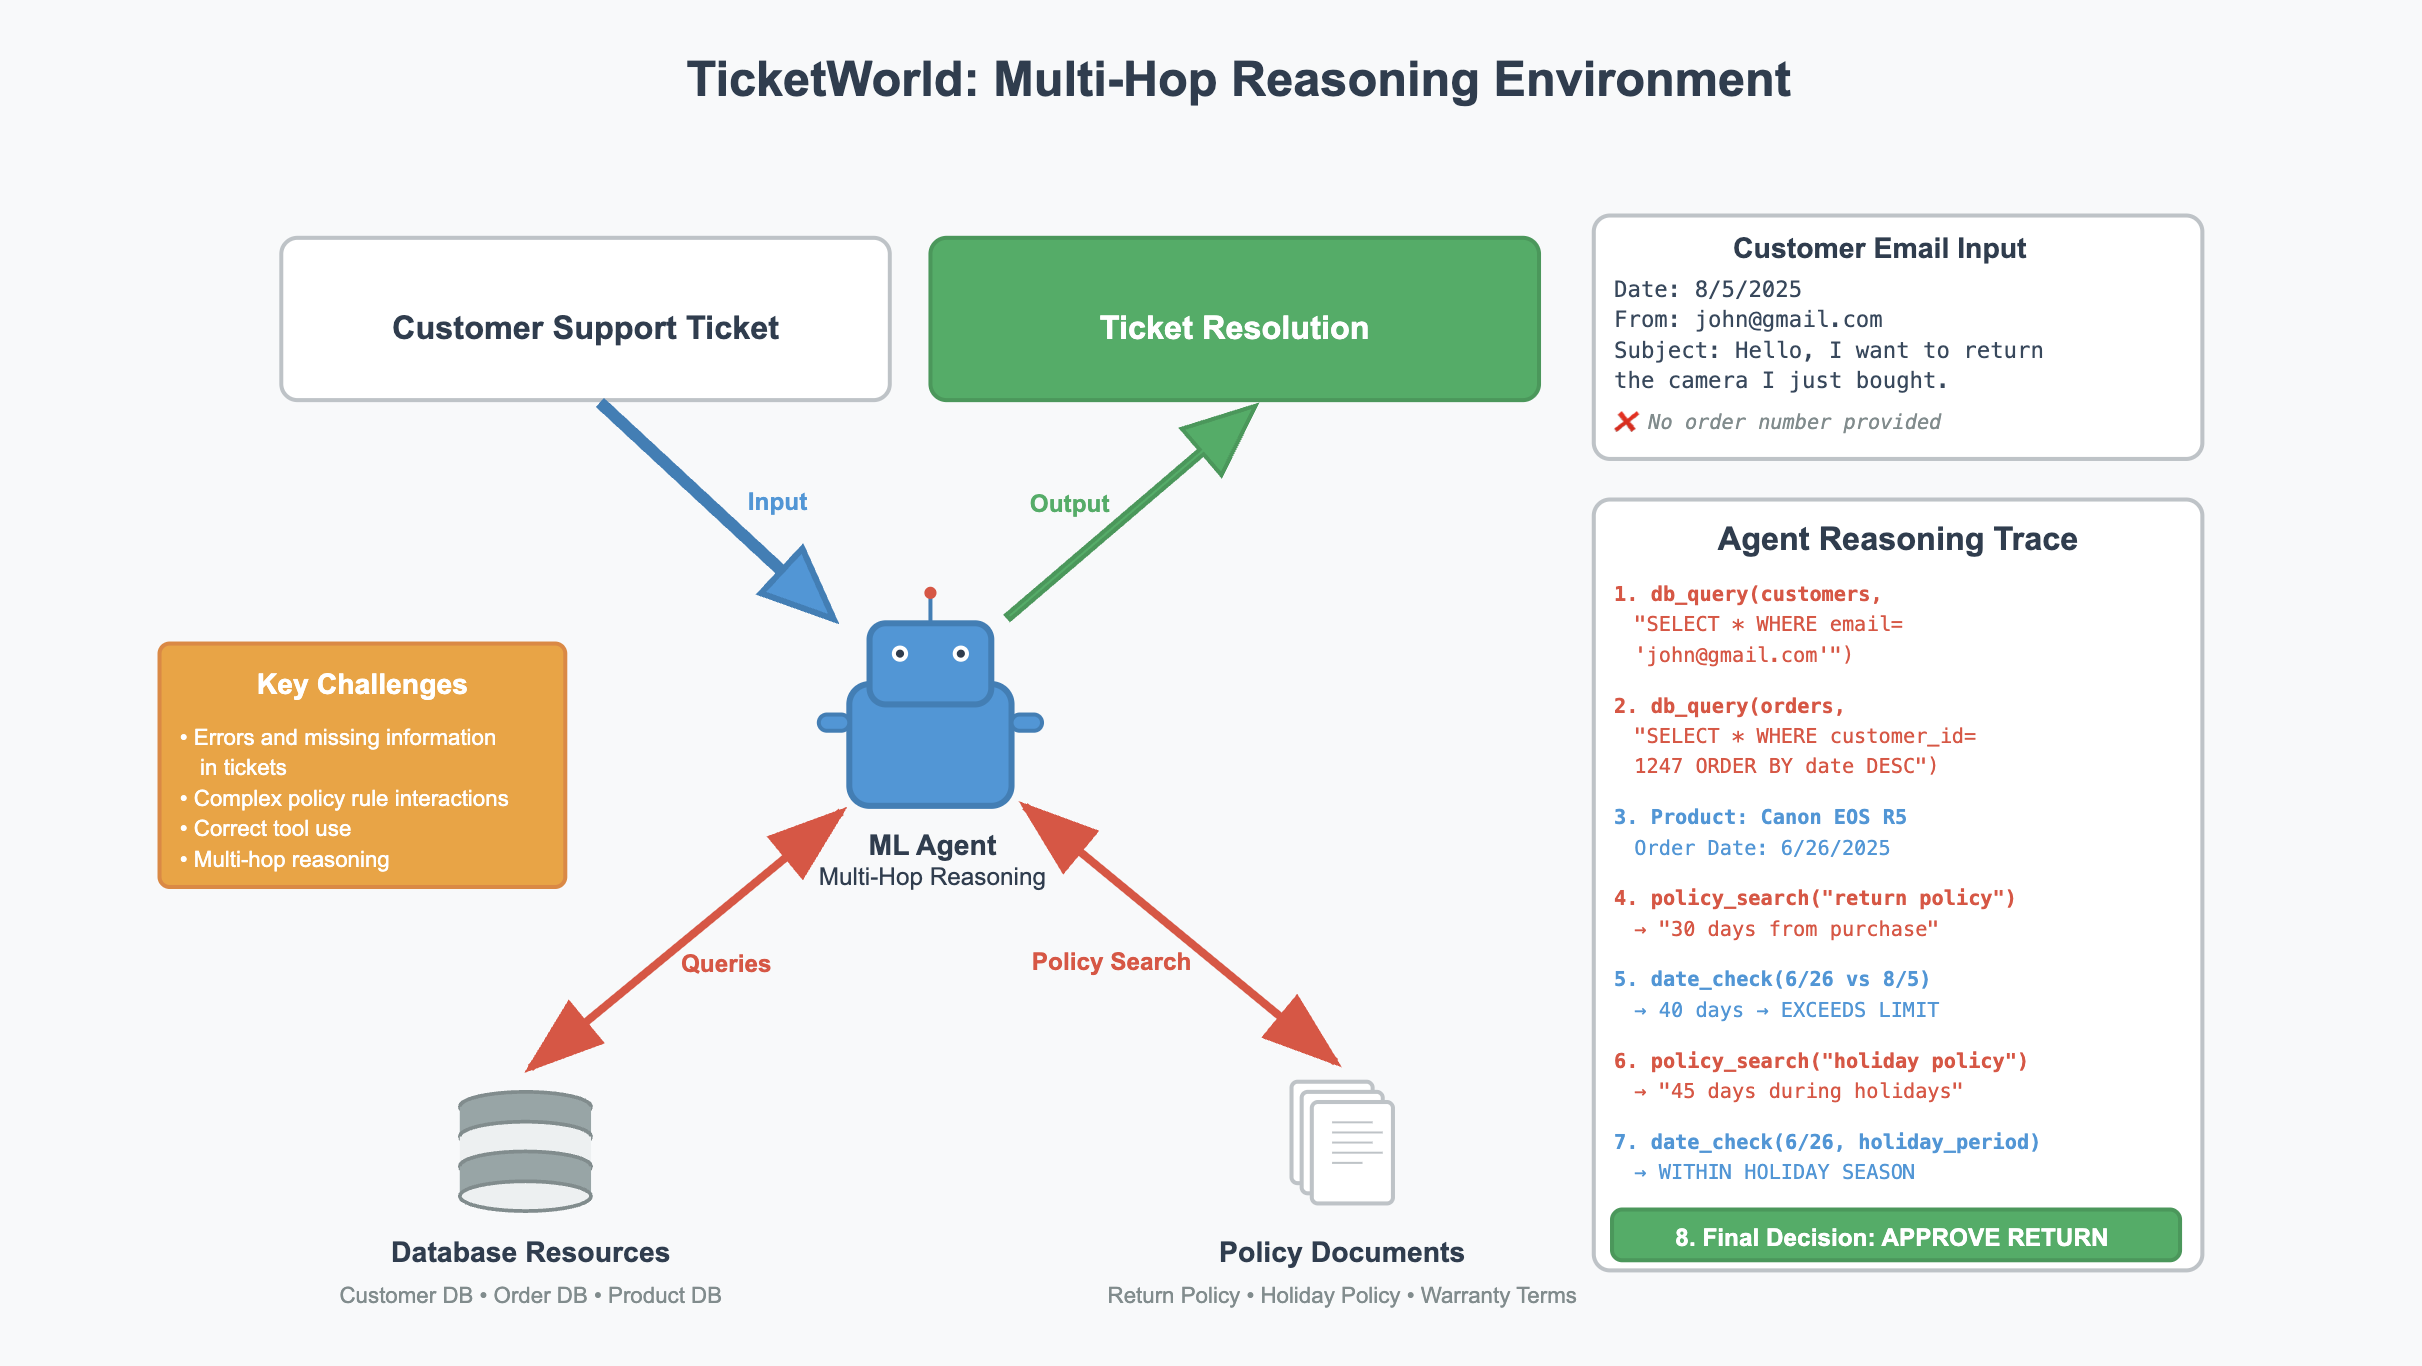 TicketWorld: Multi-Hop Reasoning Environment
Customer Support Ticket
Ticket Resolution
Input
Output
Key Challenges
• Errors and missing information
in tickets
• Complex policy rule interactions
• Correct tool use
• Multi-hop reasoning
ML Agent
Multi-Hop Reasoning
Queries
Policy Search
Database Resources
Customer DB • Order DB • Product DB
Policy Documents
Return Policy • Holiday Policy • Warranty Terms
Customer Email Input
Date: 8/5/2025
From: john@gmail.com
Subject: Hello, I want to return
the camera I just bought.
❌ No order number provided
Agent Reasoning Trace
1. db_query(customers,
"SELECT * WHERE email=
'john@gmail.com'")
2. db_query(orders,
"SELECT * WHERE customer_id=
1247 ORDER BY date DESC")
3. Product: Canon EOS R5
Order Date: 6/26/2025
4. policy_search("return policy")
→ "30 days from purchase"
5. date_check(6/26 vs 8/5)
→ 40 days → EXCEEDS LIMIT
6. policy_search("holiday policy")
→ "45 days during holidays"
7. date_check(6/26, holiday_period)
→ WITHIN HOLIDAY SEASON
8. Final Decision: APPROVE RETURN